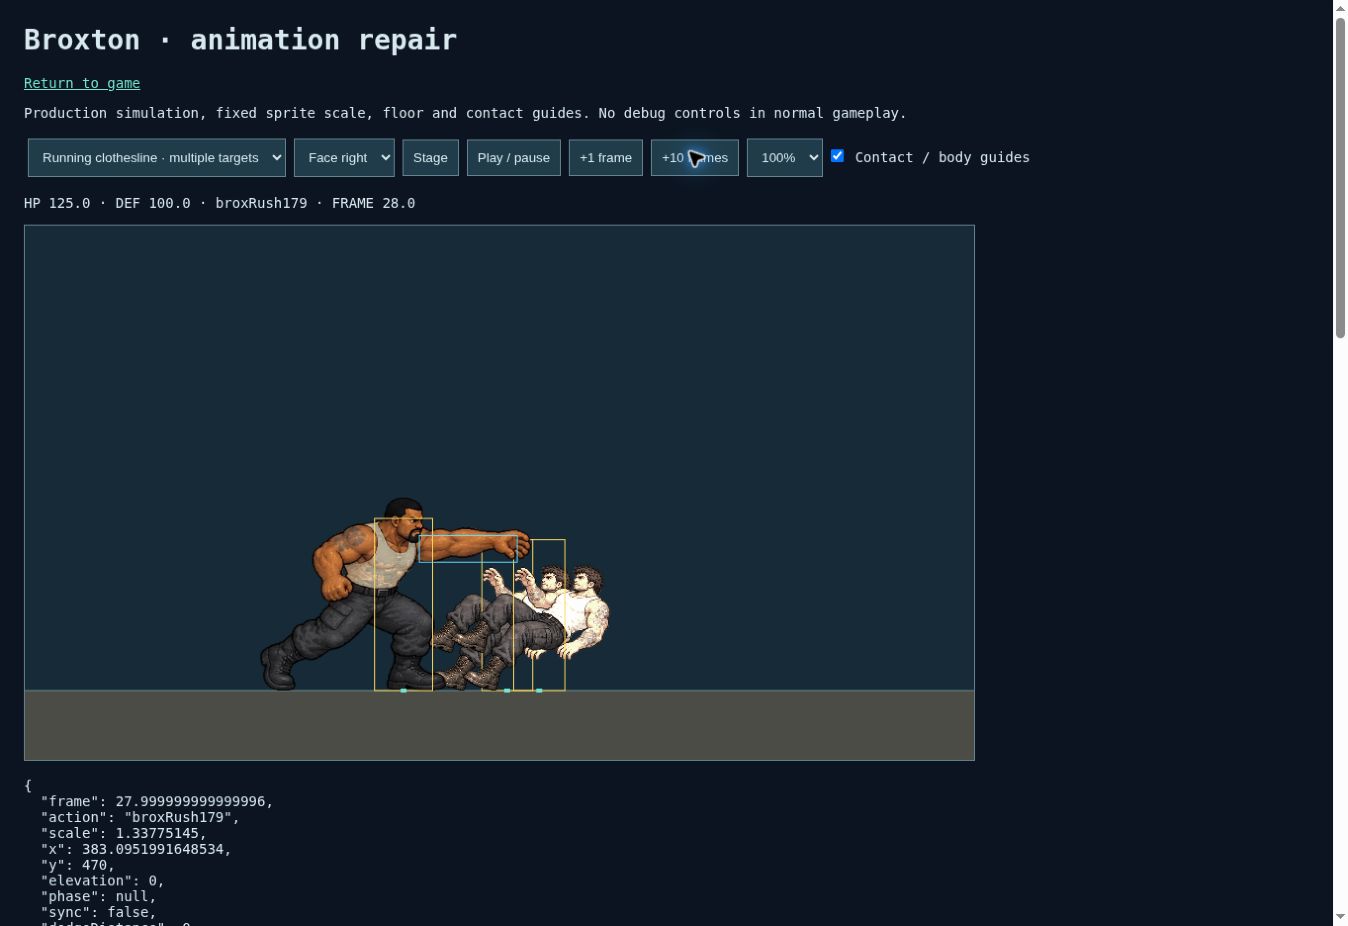 Broxton · animation repair
Return to game
Production simulation, fixed sprite scale, floor and contact guides. No debug controls in normal gameplay.
Running clothesline · multiple targets Face right Stage Play / pause +1 frame +10 100% Contact / body guides
HP 125.0 · DEF 100.0 · broxRush179 · FRAME 28.0
{
"frame": 27.999999999999996,
"action": "broxRush179",
"scale": 1.33775145,
"x": 383.0951991648534,
"y": 470,
"elevation": 0,
"phase": null,
"sync": false,